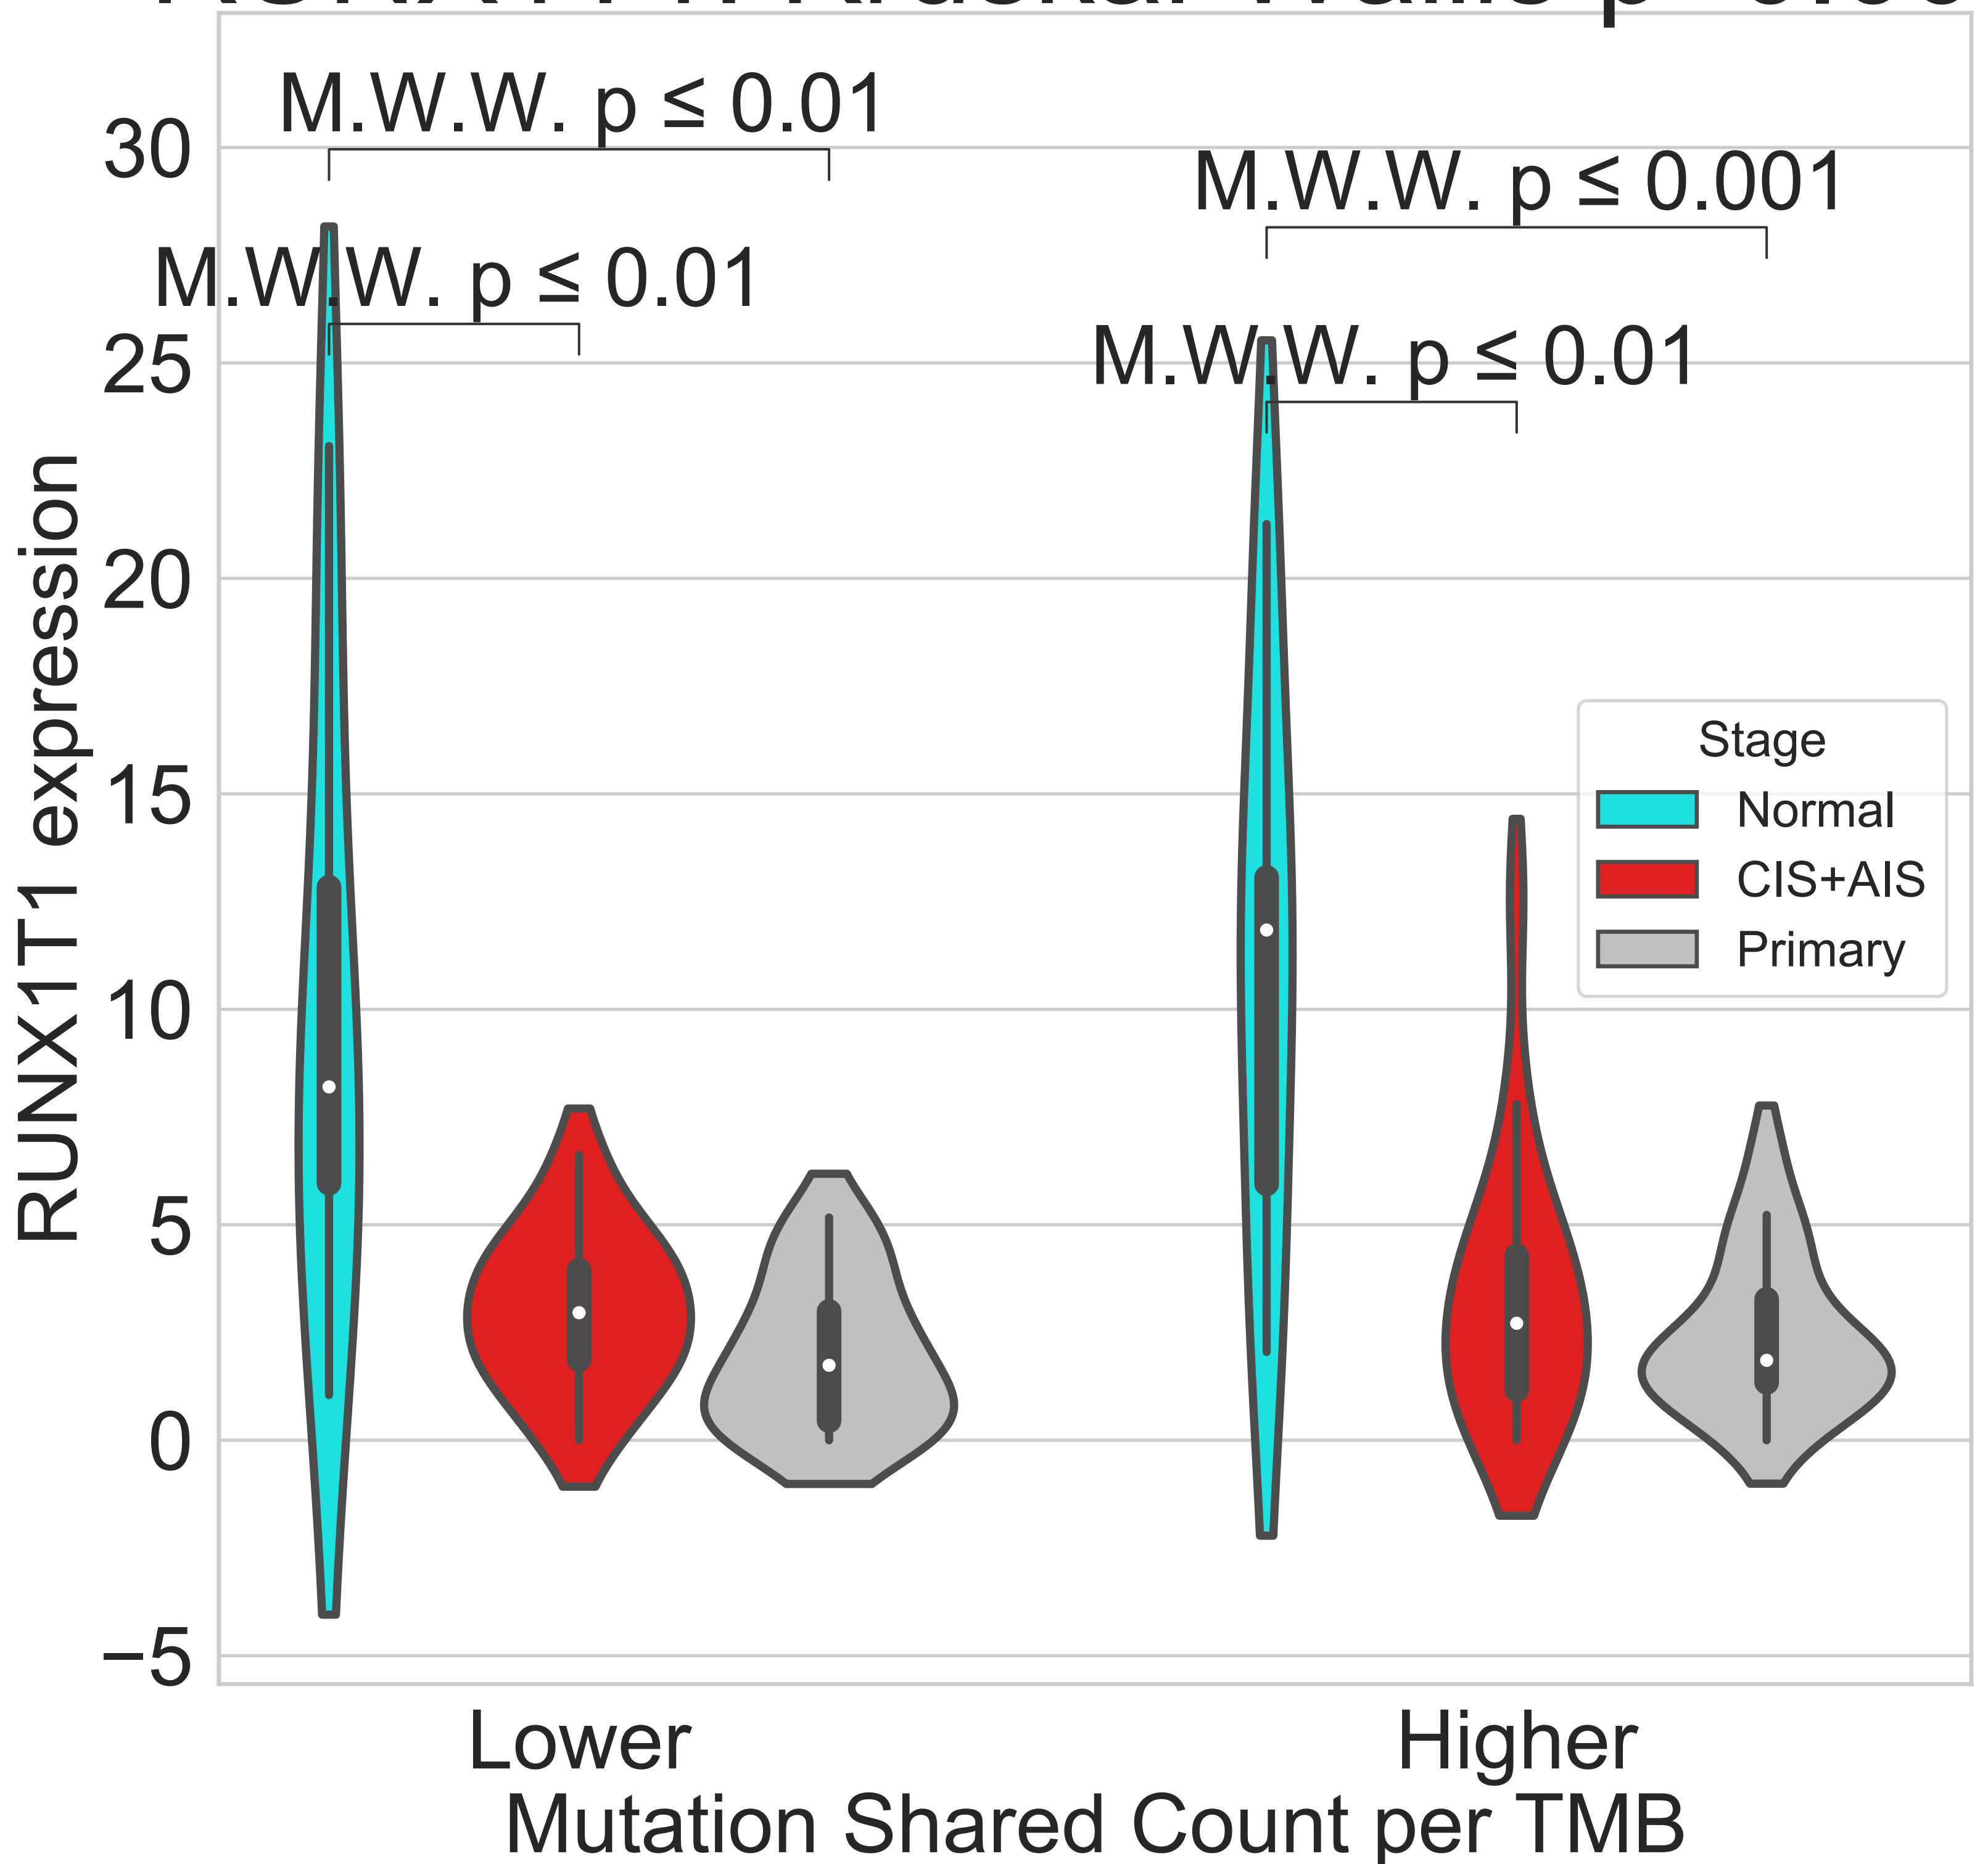 M.W.W. p ≤ 0.01
30
M.W.W. p ≤ 0.001
M.W.W. p ≤ 0.01
25
M.W.W. p ≤ 0.01
20
15
10
5
0
−5
RUNX1T1 expression
Stage
Normal
CIS+AIS
Primary
Lower
Higher
Mutation Shared Count per TMB